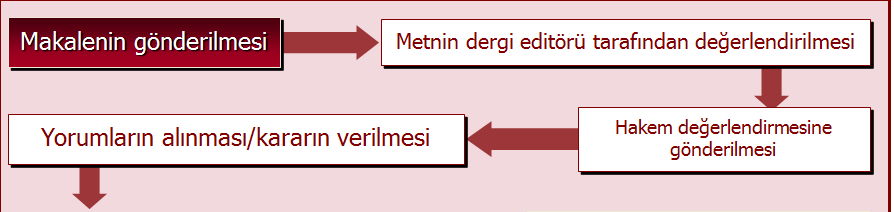 Makalenin gönderilmesi
Metnin dergi editörü tarafından değerlendirilmesi
Hakem değerlendirmesine
gönderilmesi
Yorumların alınması/kararın verilmesi